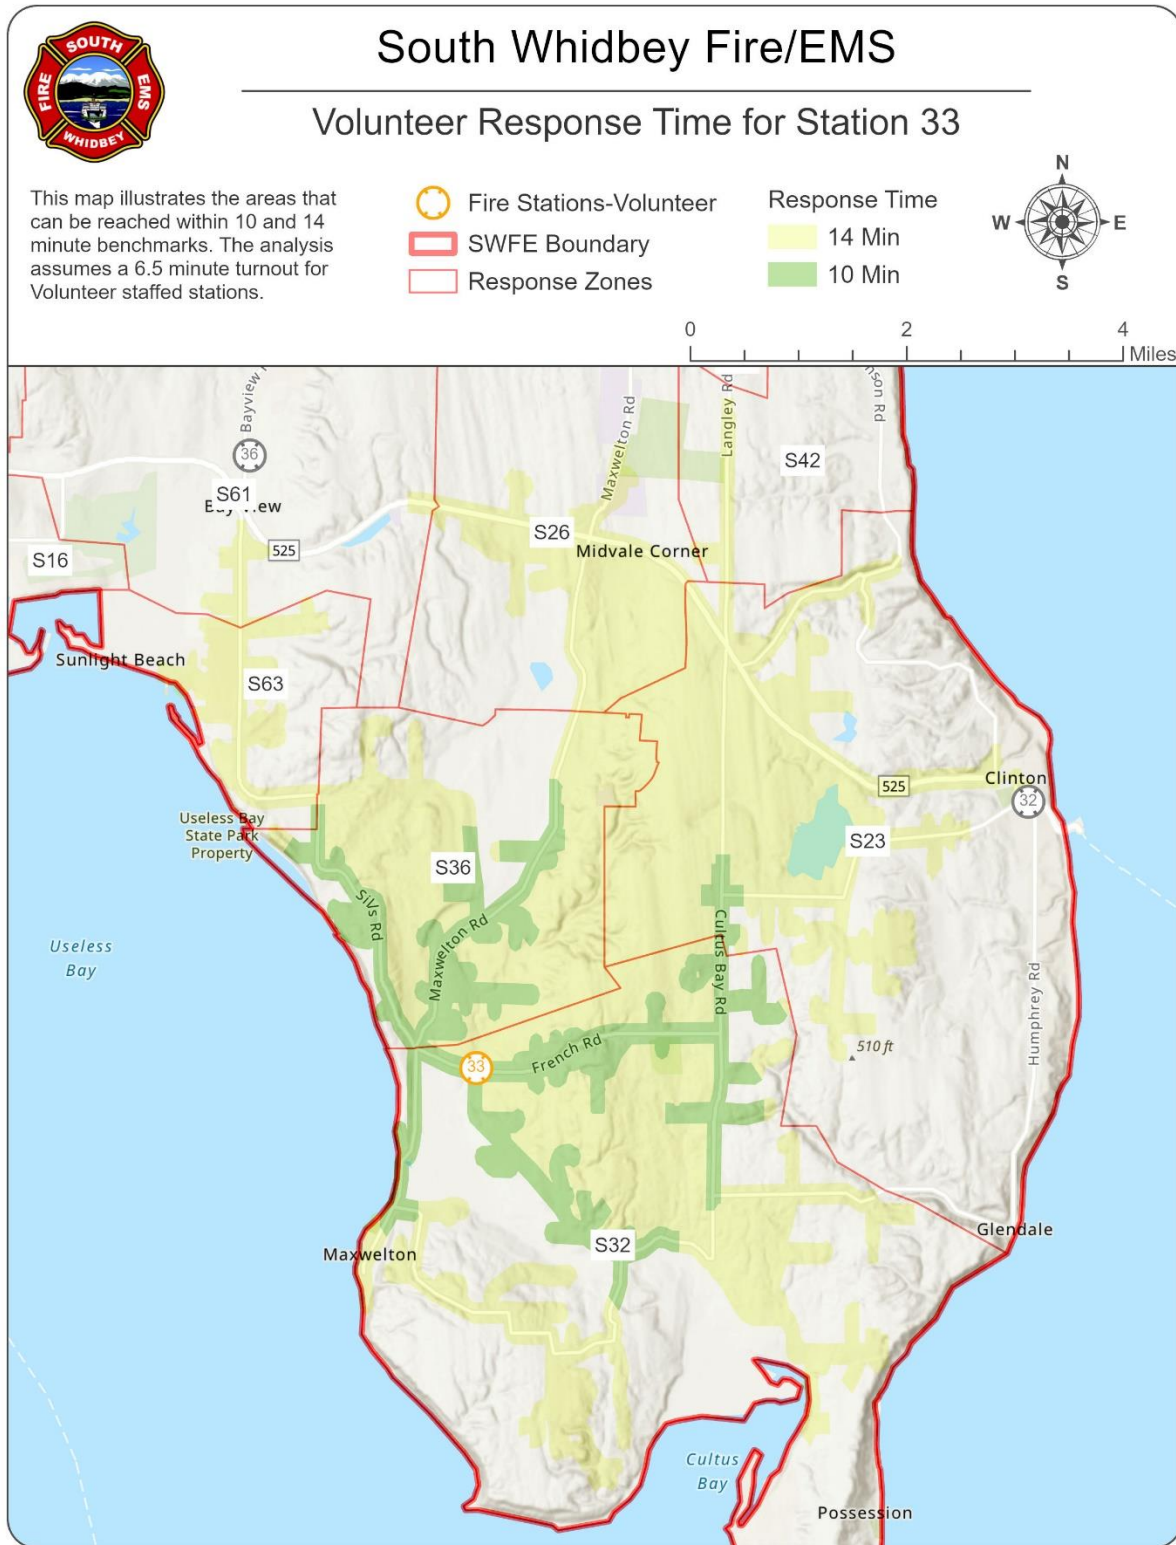 SOUTH
FIRE
EMS
WHIDBEY
South Whidbey Fire/EMS
Volunteer Response Time for Station 33
This map illustrates the areas that
can be reached within 10 and 14
minute benchmarks. The analysis
assumes a 6.5 minute turnout for
Volunteer staffed stations.
Fire Stations-Volunteer
SWFE Boundary
Response Zones
Response Time
14 Min
10 Min
N
W
E
S
0
2
4
Miles
Bayview
Maxwelton Rd
Langley Rd
nson Rd
36
S61
S42
S26
Midvale Corner
525
S16
Sunlight Beach
S63
Clinton
525
32
Useless Bay
State Park
Property
S36
S23
Maxwelton Rd
Cultus Bay Rd
Useless
Bay
Humphrey Rd
510 ft
French Rd
33
Glendale
S32
Maxwelton
Cultus
Bay
Possession